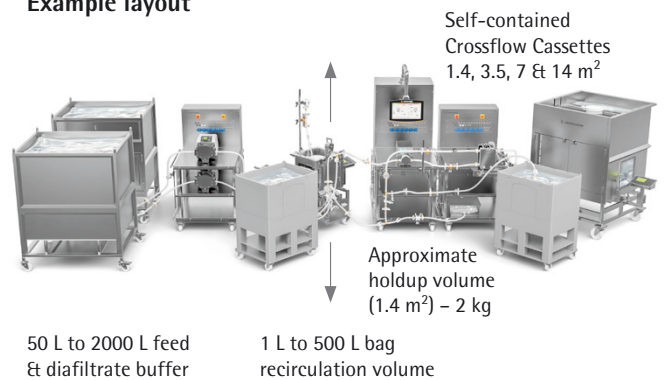 Example layout
Self-contained
Crossflow Cassettes
1.4, 3.5, 7 & 14 m²
Approximate
holdup volume
(1.4 m²) – 2 kg
50 L to 2000 L feed
& diafiltrate buffer
1 L to 500 L bag
recirculation volume